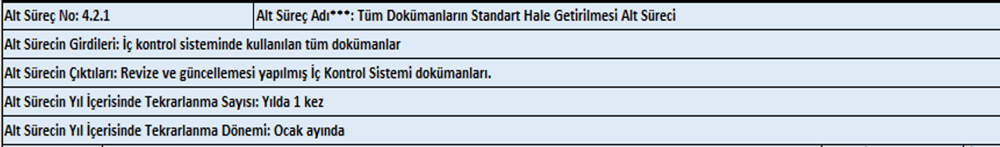 Alt Süreç No: 4.2.1 Alt Süreç Adı***: Tüm Dokümanların Standart Hale Getirilmesi Alt Süreci
Alt Sürecin Girdileri: İç kontrol sisteminde kullanılan tüm dokümanlar
Alt Sürecin Çıktıları: Revize ve güncellemesi yapılmış İç Kontrol Sistemi dokümanları.
Alt Sürecin Yıl İçerisinde Tekrarlanma Sayısı: Yılda 1 kez
Alt Sürecin Yıl İçerisinde Tekrarlanma Dönemi: Ocak ayında